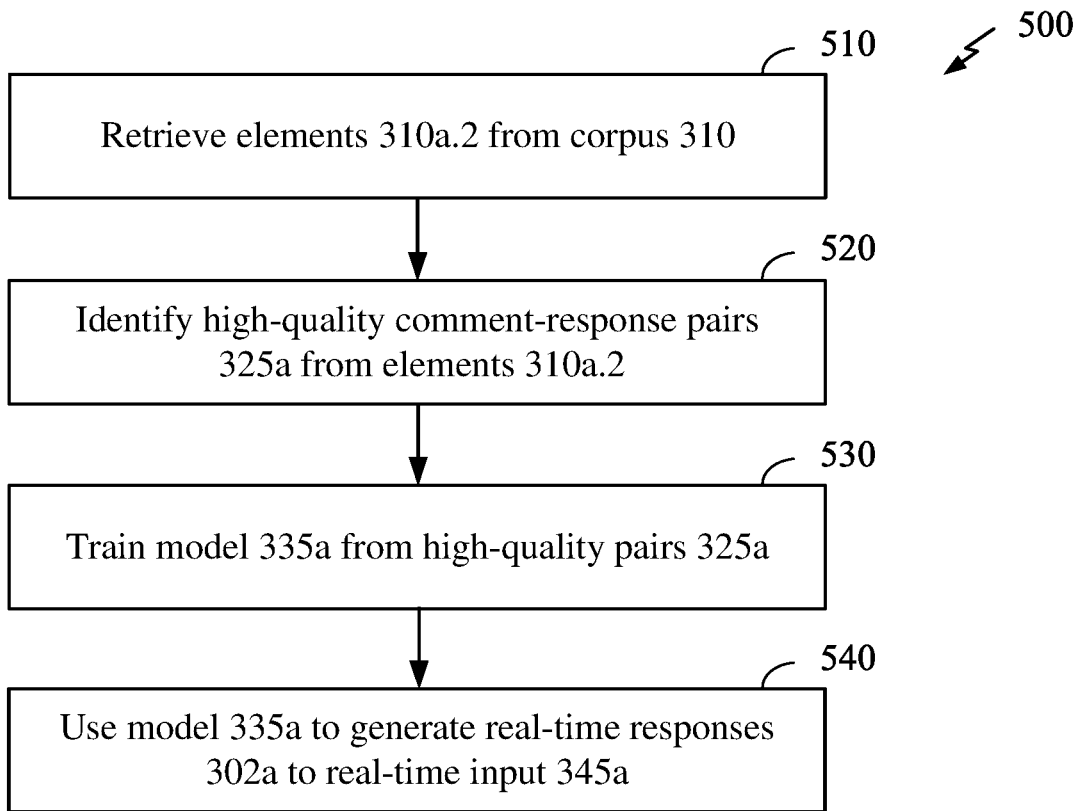 500
510
Retrieve elements 310a.2 from corpus 310
520
Identify high-quality comment-response pairs
325a from elements 310a.2
530
Train model 335a from high-quality pairs 325a
540
Use model 335a to generate real-time responses
302a to real-time input 345a